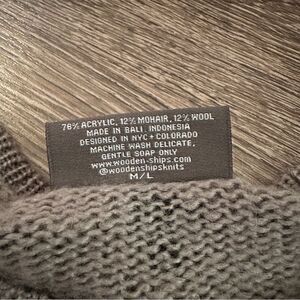 76% ACRYLIC, 12% MOHAIR, 12% WOOL
MADE IN BALI, INDONESIA
DESIGNED IN NYC + COLORADO
MACHINE WASH DELICATE,
GENTLE SOAP ONLY
www.wooden-ships.com
@woodenshipsknits
M/L